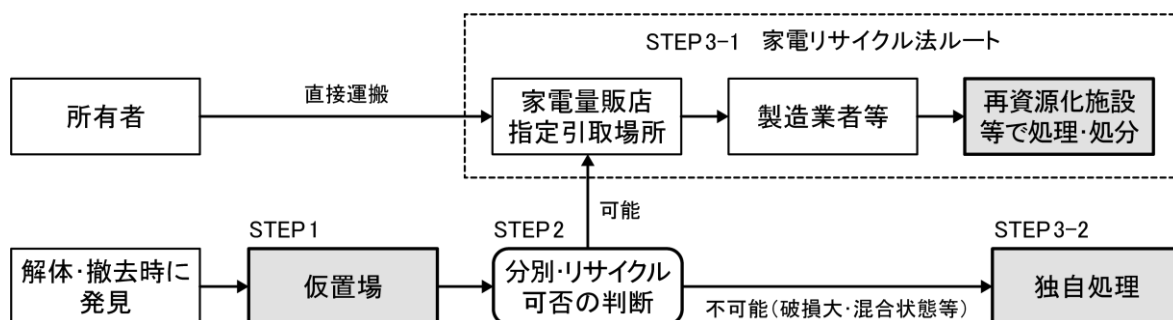 STEP3-1 家電リサイクル法ルート
所有者
直接運搬
家電量販店
指定引取場所
製造業者等
再資源化施設
等で処理・処分
可能
STEP1
STEP2
STEP3-2
解体・撤去時に
発見
仮置場
分別・リサイクル
可否の判断
不可能(破損大・混合状態等)
独自処理